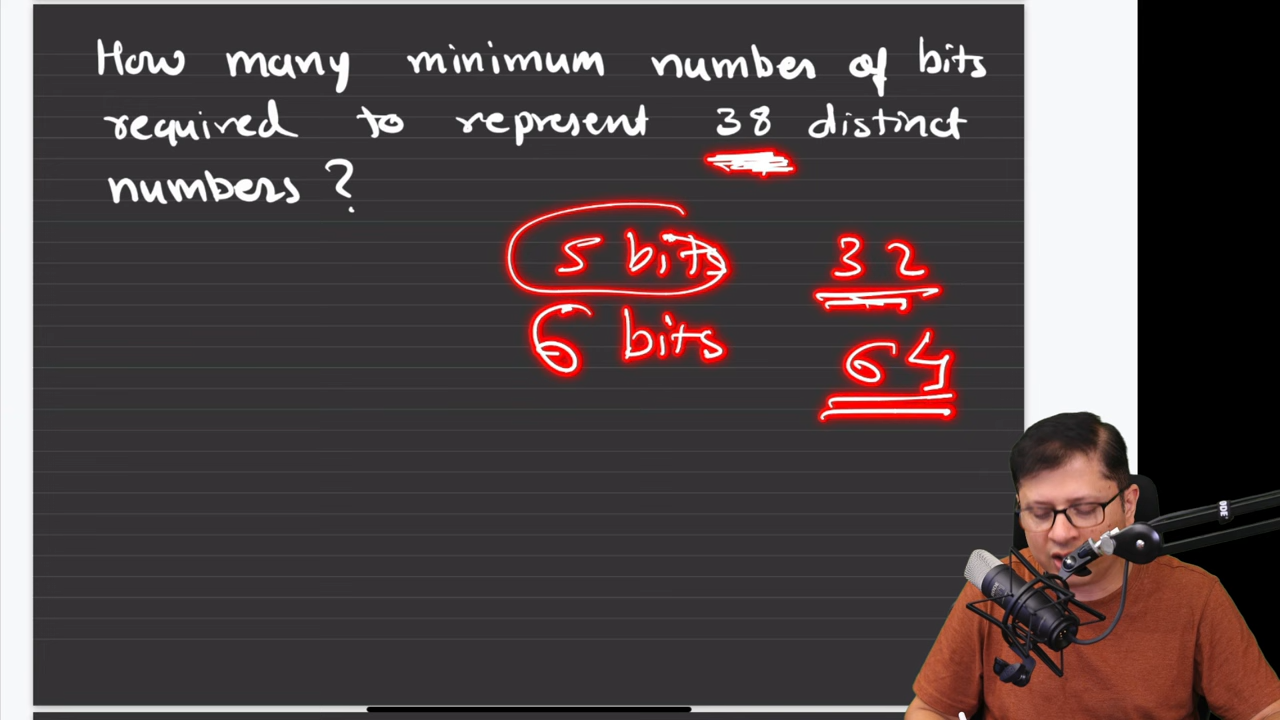 How many minimum number of bits
required to represent 38 distinct
numbers ?
5 bits 32
6 bits 64